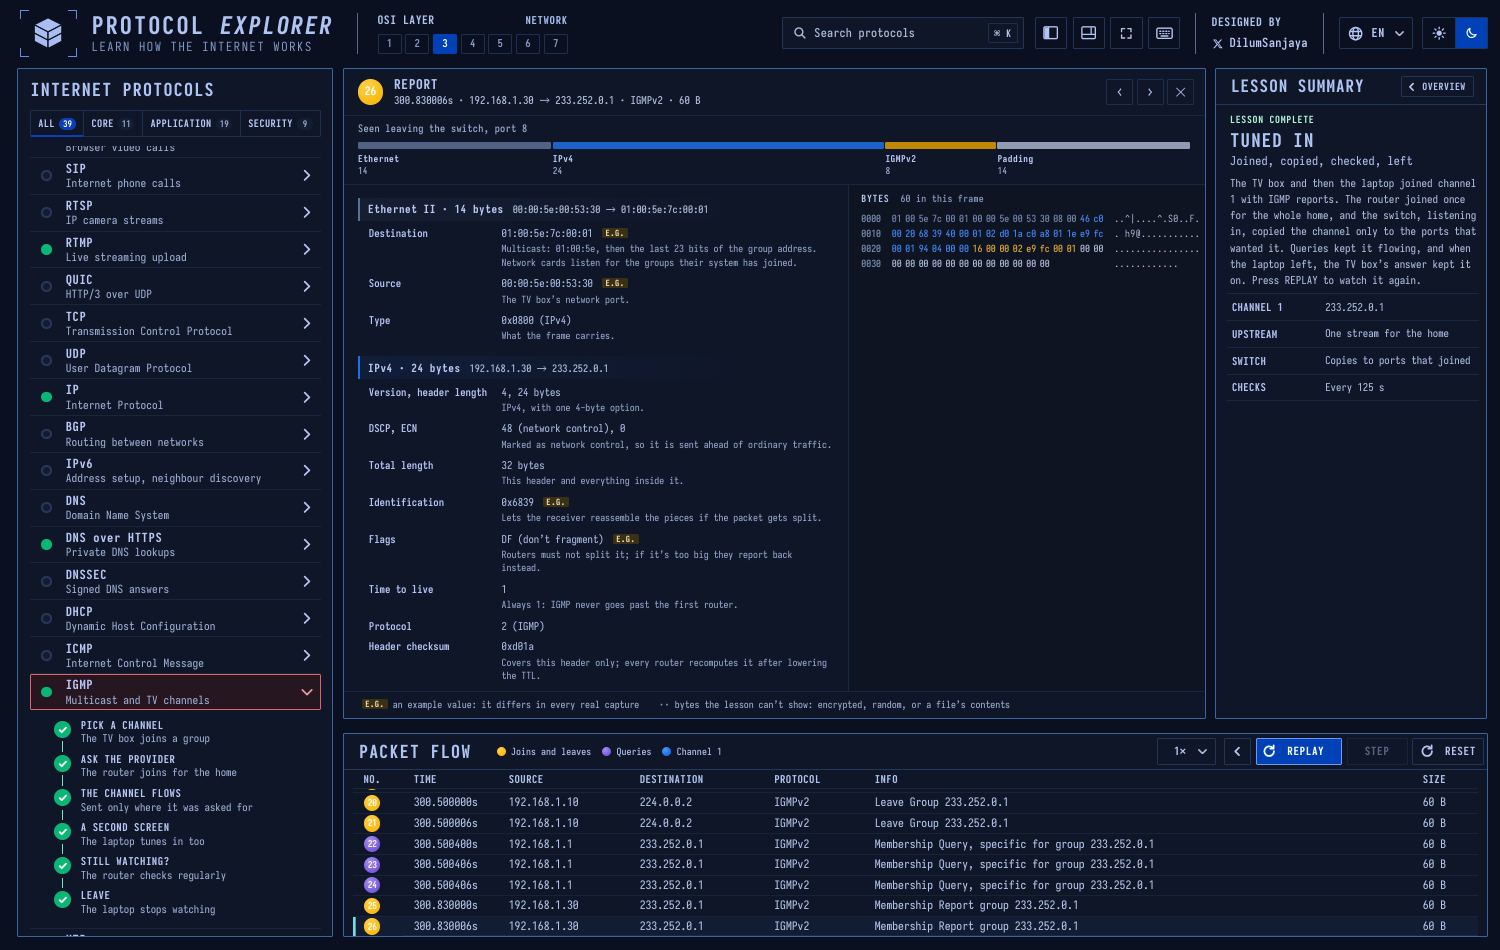 PROTOCOL EXPLORER
LEARN HOW THE INTERNET WORKS
OSI LAYER NETWORK
1 2 3 4 5 6 7
Search protocols ⌘ K
DESIGNED BY
DilumSanjaya
EN
INTERNET PROTOCOLS
ALL 39 CORE 11 APPLICATION 19 SECURITY 9
Browser video calls
SIP
Internet phone calls
RTSP
IP camera streams
RTMP
Live streaming upload
QUIC
HTTP/3 over UDP
TCP
Transmission Control Protocol
UDP
User Datagram Protocol
IP
Internet Protocol
BGP
Routing between networks
IPv6
Address setup, neighbour discovery
DNS
Domain Name System
DNS over HTTPS
Private DNS lookups
DNSSEC
Signed DNS answers
DHCP
Dynamic Host Configuration
ICMP
Internet Control Message
IGMP
Multicast and TV channels
PICK A CHANNEL
The TV box joins a group
ASK THE PROVIDER
The router joins for the home
THE CHANNEL FLOWS
Sent only where it was asked for
A SECOND SCREEN
The laptop tunes in too
STILL WATCHING?
The router checks regularly
LEAVE
The laptop stops watching
26 REPORT
300.830006s · 192.168.1.30 → 233.252.0.1 · IGMPv2 · 60 B
Seen leaving the switch, port 8
Ethernet IPv4 IGMPv2 Padding
14 24 8 14
Ethernet II · 14 bytes 00:00:5e:00:53:30 → 01:00:5e:7c:00:01
Destination 01:00:5e:7c:00:01 E.G.
Multicast: 01:00:5e, then the last 23 bits of the group address.
Network cards listen for the groups their system has joined.
Source 00:00:5e:00:53:30 E.G.
The TV box's network port.
Type 0x0800 (IPv4)
What the frame carries.
IPv4 · 24 bytes 192.168.1.30 → 233.252.0.1
Version, header length 4, 24 bytes
IPv4, with one 4-byte option.
DSCP, ECN 48 (network control), 0
Marked as network control, so it is sent ahead of ordinary traffic.
Total length 32 bytes
This header and everything inside it.
Identification 0x6839 E.G.
Lets the receiver reassemble the pieces if the packet gets split.
Flags DF (don't fragment) E.G.
Routers must not split it; if it's too big they report back
instead.
Time to live 1
Always 1: IGMP never goes past the first router.
Protocol 2 (IGMP)
Header checksum 0xd01a
Covers this header only; every router recomputes it after lowering
the TTL.
BYTES 60 in this frame
0000 01 00 5e 7c 00 01 00 00 5e 00 53 30 08 00 46 c0 ..^|....^.S0..F.
0010 00 20 68 39 40 00 01 02 d0 1a c0 a8 01 1e e9 fc . h9@...........
0020 00 01 94 04 00 00 16 00 00 02 e9 fc 00 01 00 00 ................
0030 00 00 00 00 00 00 00 00 00 00 00 00 ............
E.G. an example value: it differs in every real capture ·· bytes the lesson can't show: encrypted, random, or a file's contents
LESSON SUMMARY OVERVIEW
LESSON COMPLETE
TUNED IN
Joined, copied, checked, left
The TV box and then the laptop joined channel
1 with IGMP reports. The router joined once
for the whole home, and the switch, listening
in, copied the channel only to the ports that
wanted it. Queries kept it flowing, and when
the laptop left, the TV box's answer kept it
on. Press REPLAY to watch it again.
CHANNEL 1 233.252.0.1
UPSTREAM One stream for the home
SWITCH Copies to ports that joined
CHECKS Every 125 s
PACKET FLOW Joins and leaves Queries Channel 1
1× REPLAY STEP RESET
NO. TIME SOURCE DESTINATION PROTOCOL INFO SIZE
20 300.500000s 192.168.1.10 224.0.0.2 IGMPv2 Leave Group 233.252.0.1 60 B
21 300.500006s 192.168.1.10 224.0.0.2 IGMPv2 Leave Group 233.252.0.1 60 B
22 300.500400s 192.168.1.1 233.252.0.1 IGMPv2 Membership Query, specific for group 233.252.0.1 60 B
23 300.500406s 192.168.1.1 233.252.0.1 IGMPv2 Membership Query, specific for group 233.252.0.1 60 B
24 300.500406s 192.168.1.1 233.252.0.1 IGMPv2 Membership Query, specific for group 233.252.0.1 60 B
25 300.830000s 192.168.1.30 233.252.0.1 IGMPv2 Membership Report group 233.252.0.1 60 B
26 300.830006s 192.168.1.30 233.252.0.1 IGMPv2 Membership Report group 233.252.0.1 60 B